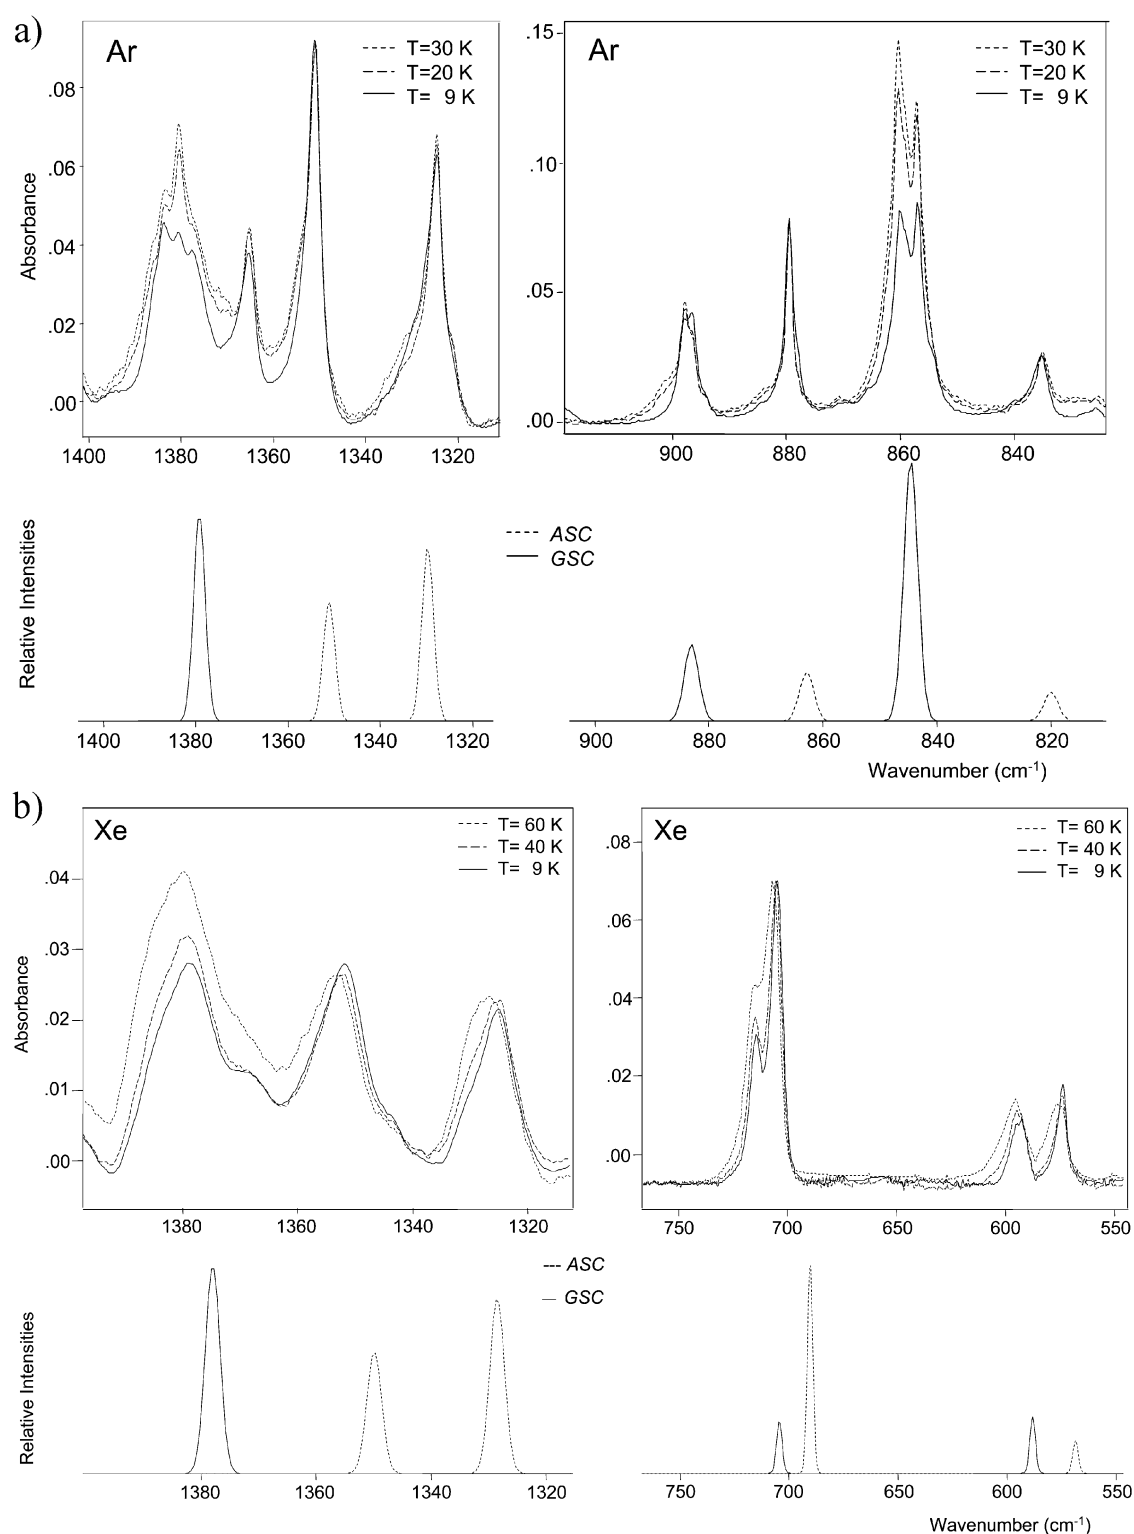 a)
Ar
T=30 K
T=20 K
T= 9 K
Absorbance
.08
.06
.04
.02
.00
1400 1380 1360 1340 1320
Ar
T=30 K
T=20 K
T= 9 K
.15
.10
.05
.00
900 880 860 840
Relative Intensities
1400 1380 1360 1340 1320
ASC
GSC
900 880 860 840 820
Wavenumber (cm-1)
b)
Xe
T= 60 K
T= 40 K
T= 9 K
Absorbance
.04
.03
.02
.01
.00
1380 1360 1340 1320
Xe
T= 60 K
T= 40 K
T= 9 K
.08
.06
.04
.02
.00
750 700 650 600 550
Relative Intensities
1380 1360 1340 1320
ASC
GSC
750 700 650 600 550
Wavenumber (cm-1)